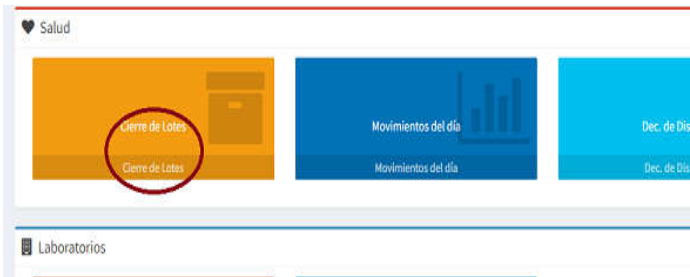 Salud
Cierre de Lotes
Movimientos del día
Dec. de Dis
Cierre de Lotes
Movimientos del día
Dec. de Dis
Laboratorios